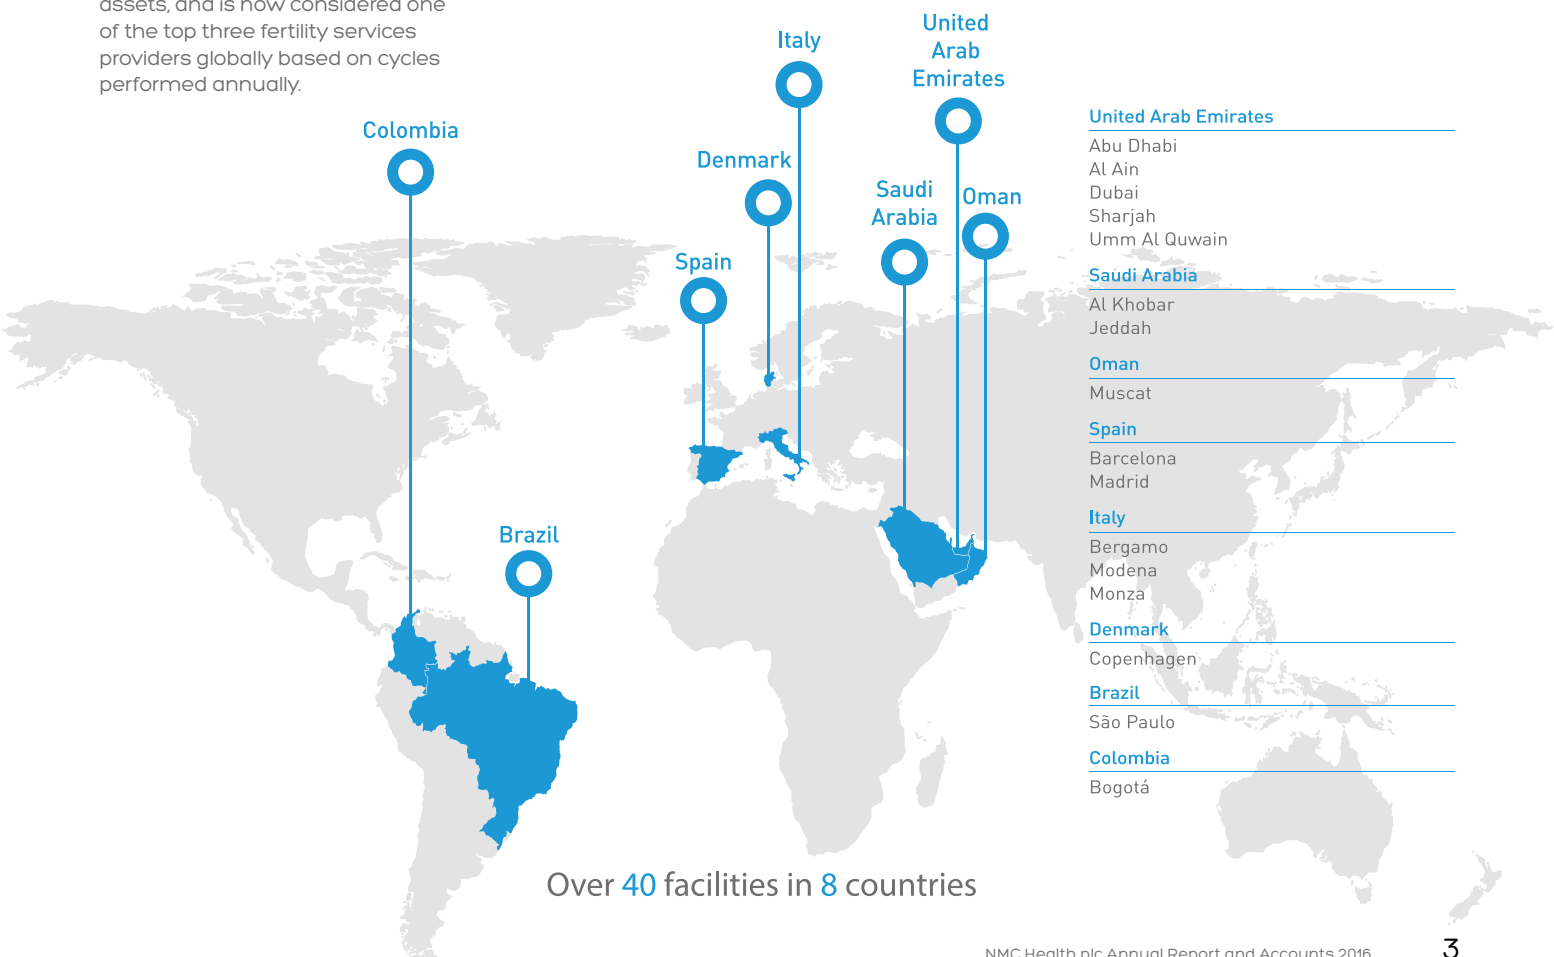 assets, and is now considered one
of the top three fertility services
providers globally based on cycles
performed annually.
Colombia
Italy
United
Arab
Emirates
Denmark
Saudi
Arabia
Oman
Spain
Brazil
United Arab Emirates
Abu Dhabi
Al Ain
Dubai
Sharjah
Umm Al Quwain
Saudi Arabia
Al Khobar
Jeddah
Oman
Muscat
Spain
Barcelona
Madrid
Italy
Bergamo
Modena
Monza
Denmark
Copenhagen
Brazil
São Paulo
Colombia
Bogotá
Over 40 facilities in 8 countries
NMC Health plc Annual Report and Accounts 2016
3